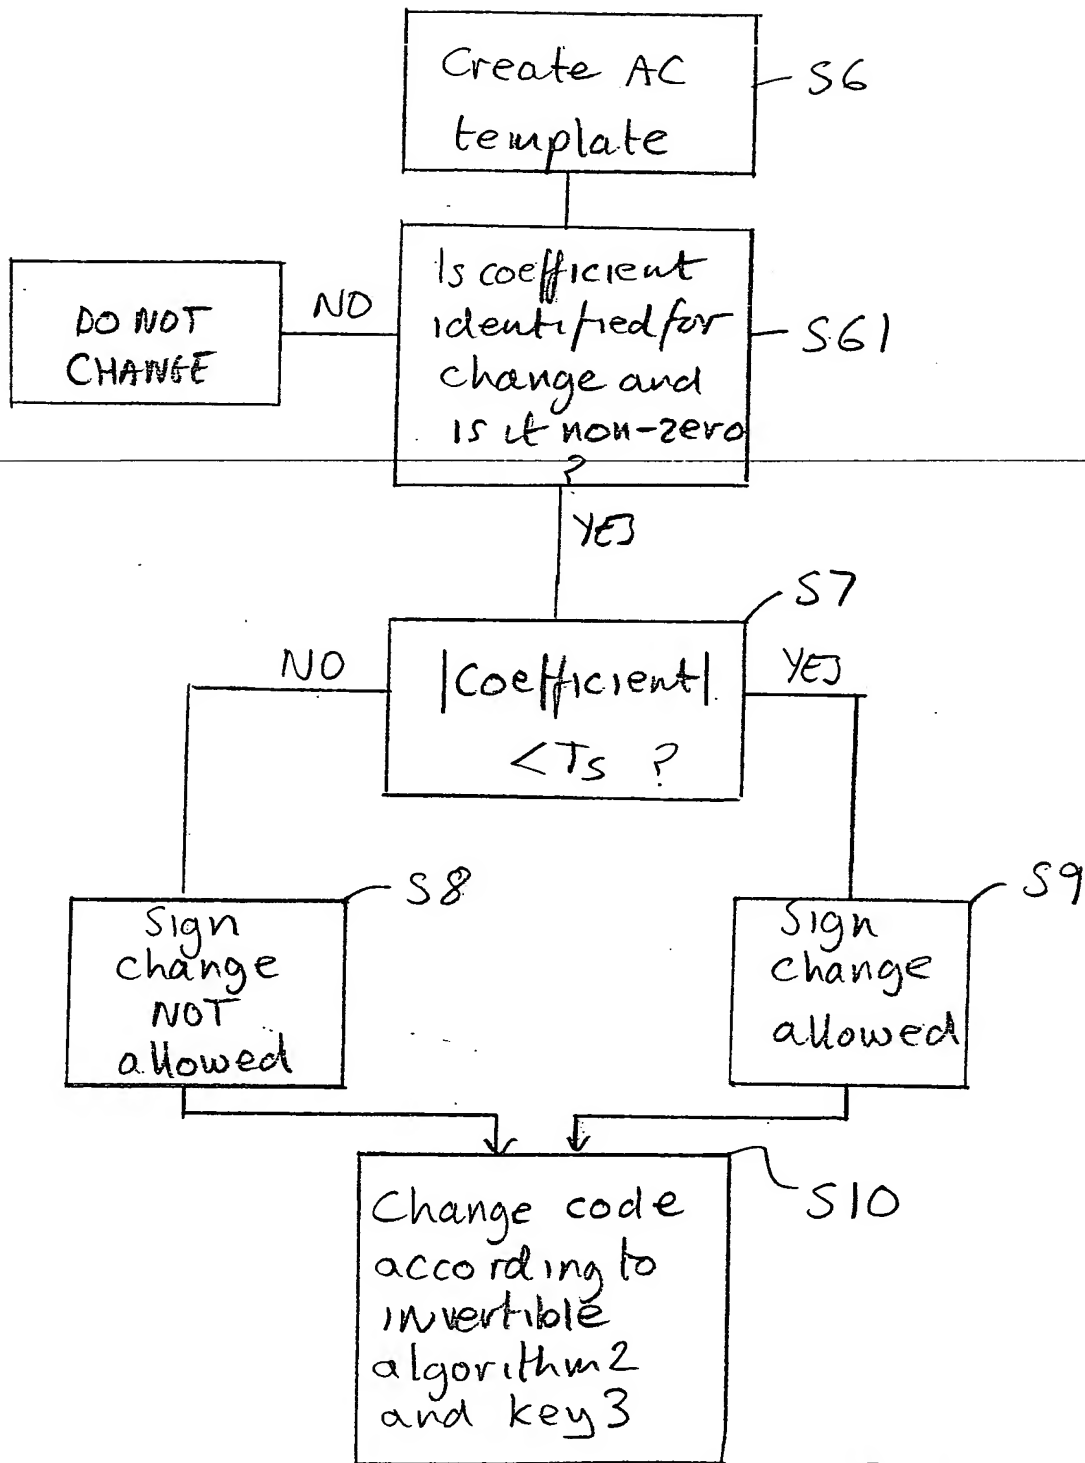 Create AC
template
S6
Is coefficient
identified for
change and
is it non-zero
?
S61
NO
DO NOT
CHANGE
YES
S7
|Coefficient|
<Ts ?
NO
YES
S8
Sign
change
NOT
allowed
S9
Sign
change
allowed
S10
Change code
according to
invertible
algorithm2
and key3